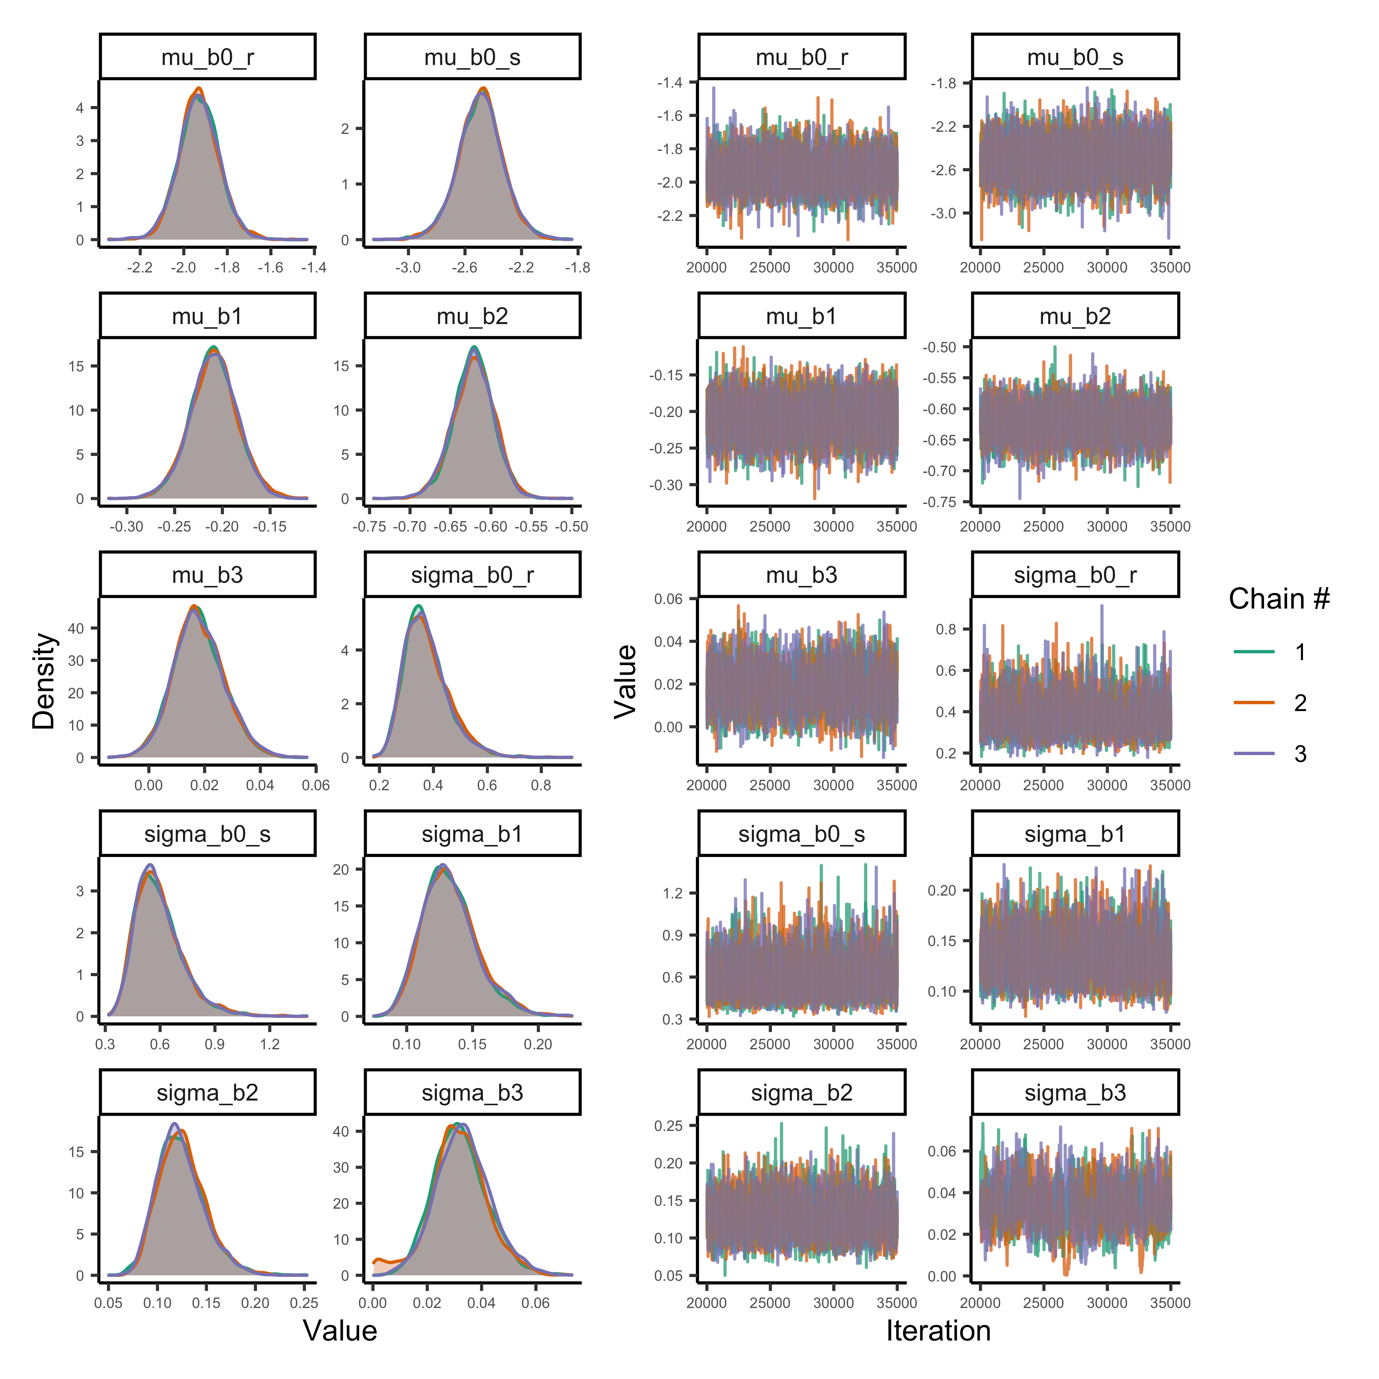 mu_b0_r mu_b0_s mu_b0_r mu_b0_s
4 3 2 1 0
2 1 0
-1.4 -1.6 -1.8 -2.0 -2.2
-1.8 -2.2 -2.6 -3.0
-2.2 -2.0 -1.8 -1.6 -1.4
-3.0 -2.6 -2.2 -1.8
20000 25000 30000 35000
20000 25000 30000 35000
mu_b1 mu_b2 mu_b1 mu_b2
15 10 5 0
15 10 5 0
-0.15 -0.20 -0.25 -0.30
-0.50 -0.55 -0.60 -0.65 -0.70 -0.75
-0.30 -0.25 -0.20 -0.15
-0.75 -0.70 -0.65 -0.60 -0.55 -0.50
20000 25000 30000 35000
20000 25000 30000 35000
mu_b3 sigma_b0_r mu_b3 sigma_b0_r
40 30 20 10 0
4 2 0
0.06 0.04 0.02 0.00
0.8 0.6 0.4 0.2
0.00 0.02 0.04 0.06
0.2 0.4 0.6 0.8
20000 25000 30000 35000
20000 25000 30000 35000
sigma_b0_s sigma_b1 sigma_b0_s sigma_b1
3 2 1 0
20 15 10 5 0
1.2 0.9 0.6 0.3
0.20 0.15 0.10
0.3 0.6 0.9 1.2
0.10 0.15 0.20
20000 25000 30000 35000
20000 25000 30000 35000
sigma_b2 sigma_b3 sigma_b2 sigma_b3
15 10 5 0
40 30 20 10 0
0.25 0.20 0.15 0.10 0.05
0.06 0.04 0.02 0.00
0.05 0.10 0.15 0.20 0.25
0.00 0.02 0.04 0.06
20000 25000 30000 35000
20000 25000 30000 35000
Density
Value
Value
Iteration
Chain #
1
2
3